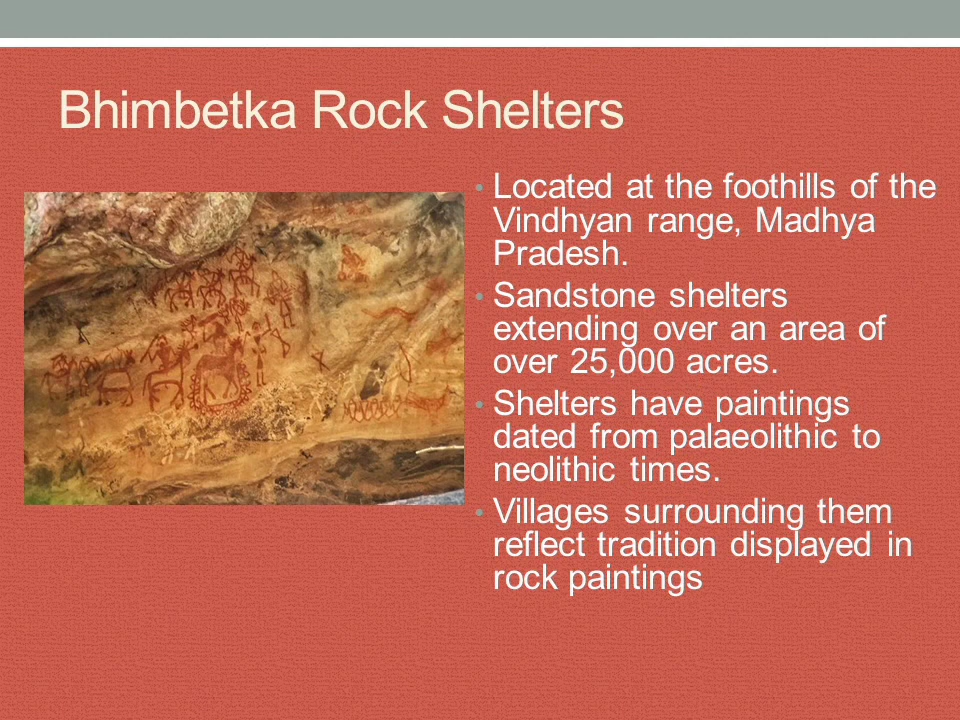 Bhimbetka Rock Shelters
• Located at the foothills of the
Vindhyan range, Madhya
Pradesh.
• Sandstone shelters
extending over an area of
over 25,000 acres.
• Shelters have paintings
dated from palaeolithic to
neolithic times.
• Villages surrounding them
reflect tradition displayed in
rock paintings